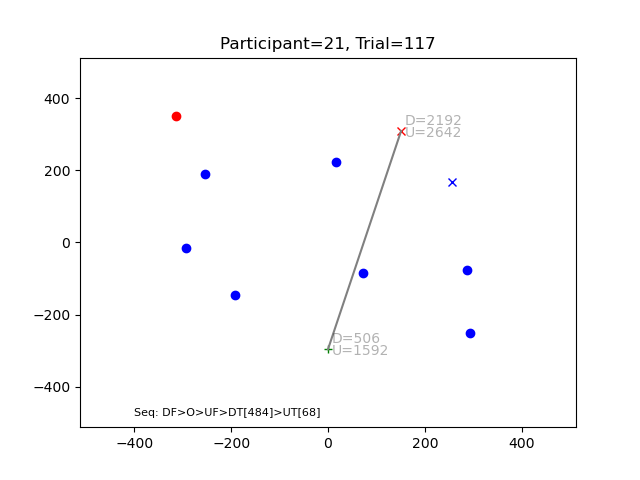 Participant=21, Trial=117
400
200
0
−200
−400
D=2192
U=2642
D=506
U=1592
Seq: DF>O>UF>DT[484]>UT[68]
−400
−200
0
200
400